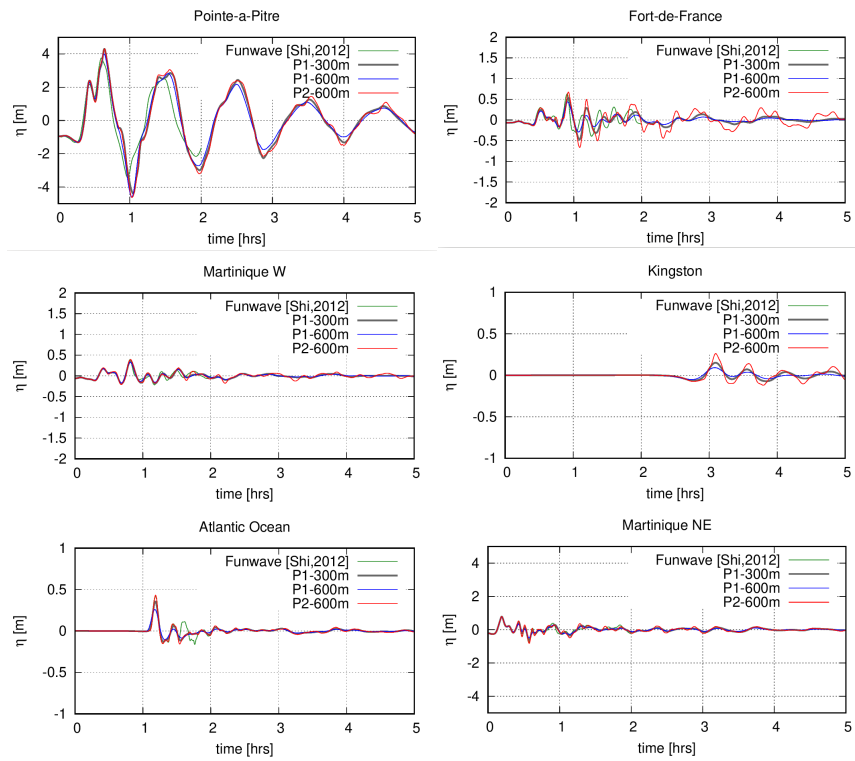 Pointe-a-Pitre
Funwave [Shi,2012]
P1-300m
P1-600m
P2-600m
4
2
0
-2
-4
η [m]
0 1 2 3 4 5
time [hrs]
Fort-de-France
Funwave [Shi,2012]
P1-300m
P1-600m
P2-600m
2
1.5
1
0.5
0
-0.5
-1
-1.5
-2
η [m]
0 1 2 3 4 5
time [hrs]
Martinique W
Funwave [Shi,2012]
P1-300m
P1-600m
P2-600m
2
1.5
1
0.5
0
-0.5
-1
-1.5
-2
η [m]
0 1 2 3 4 5
time [hrs]
Kingston
Funwave [Shi,2012]
P1-300m
P1-600m
P2-600m
1
0.5
0
-0.5
-1
η [m]
0 1 2 3 4 5
time [hrs]
Atlantic Ocean
Funwave [Shi,2012]
P1-300m
P1-600m
P2-600m
1
0.5
0
-0.5
-1
η [m]
0 1 2 3 4 5
time [hrs]
Martinique NE
Funwave [Shi,2012]
P1-300m
P1-600m
P2-600m
4
2
0
-2
-4
η [m]
0 1 2 3 4 5
time [hrs]